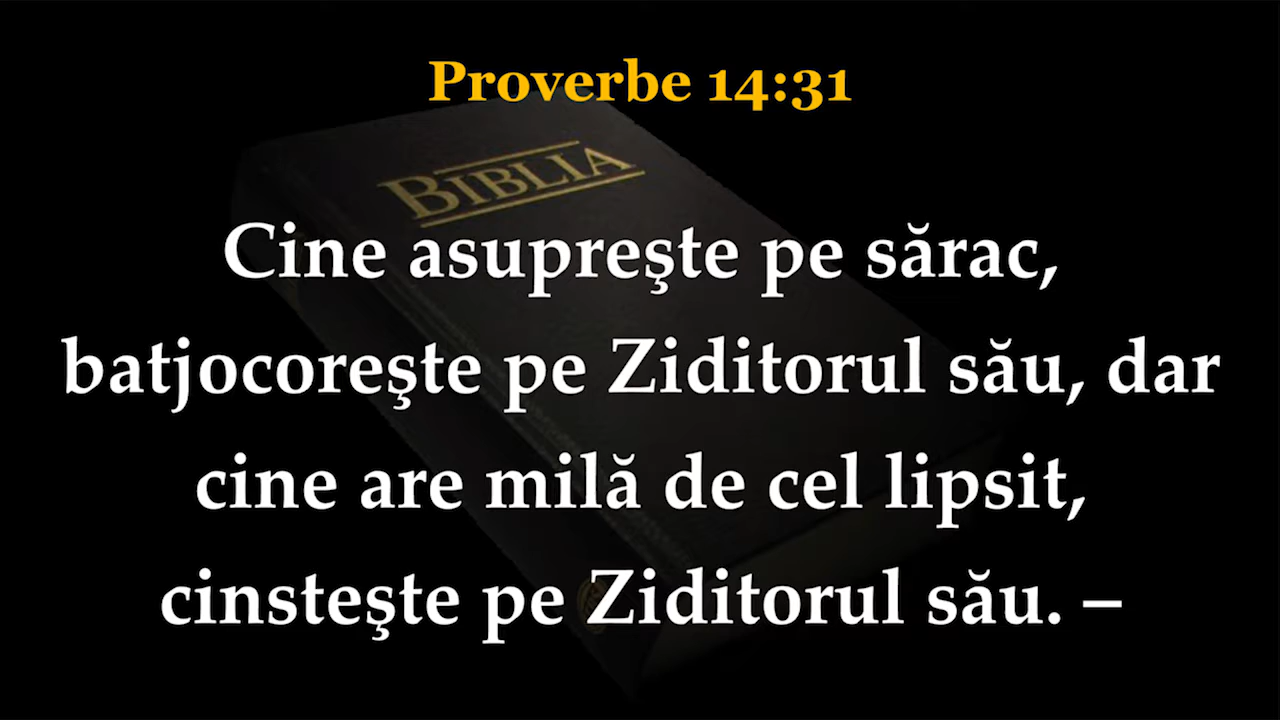 Proverbe 14:31
BIBLIA
Cine asupreşte pe sărac,
batjocoreşte pe Ziditorul său, dar
cine are milă de cel lipsit,
cinsteşte pe Ziditorul său. –